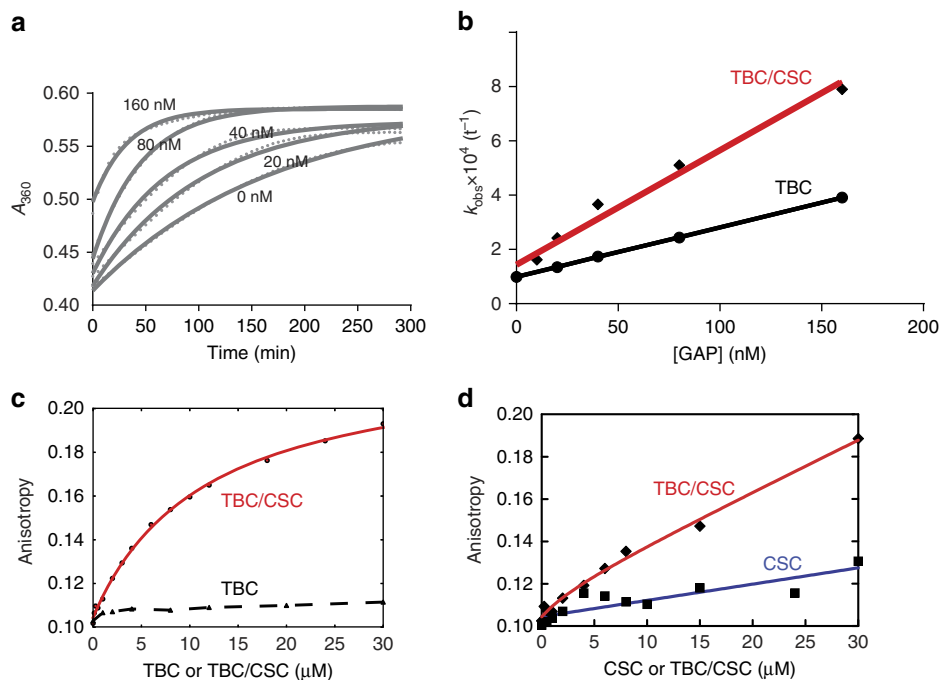 a
A360
0.60
0.55
0.50
0.45
0.40
160 nM
80 nM
40 nM
20 nM
0 nM
0 50 100 150 200 250 300
Time (min)
b
kobs×10⁴ (t⁻¹)
8
6
4
2
0
TBC/CSC
TBC
0 50 100 150 200
[GAP] (nM)
c
Anisotropy
0.20
0.18
0.16
0.14
0.12
0.10
TBC/CSC
TBC
0 5 10 15 20 25 30
TBC or TBC/CSC (μM)
d
Anisotropy
0.20
0.18
0.16
0.14
0.12
0.10
TBC/CSC
CSC
0 5 10 15 20 25 30
CSC or TBC/CSC (μM)